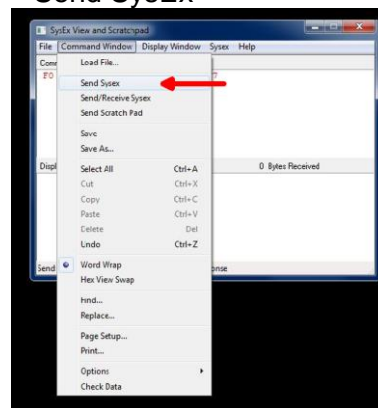 Send SysEx
SysEx View and Scratchpad
File Command Window Display Window Sysex Help
F0
Load File...
Send Sysex
Send/Receive Sysex
Send Scratch Pad
Save
Save As...
0 Bytes Received
Select All Ctrl+A
Cut Ctrl+X
Copy Ctrl+C
Paste Ctrl+V
Delete Del
Undo Ctrl+Z
Send
Word Wrap
Hex View Swap
Find...
Replace...
Page Setup...
Print...
Options
Check Data